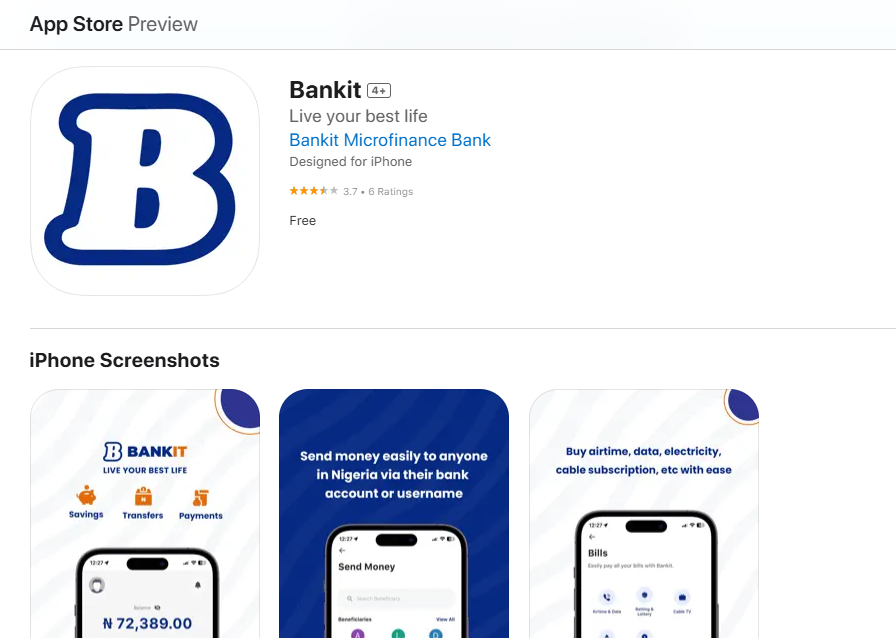 App Store Preview
B
Bankit 4+
Live your best life
Bankit Microfinance Bank
Designed for iPhone
3.7 • 6 Ratings
Free
iPhone Screenshots
B BANKIT
LIVE YOUR BEST LIFE
Savings Transfers Payments
12:27
Balance
₦ 72,389.00
Send money easily to anyone
in Nigeria via their bank
account or username
12:27
Send Money
Search Beneficiary
Beneficiaries View All
A L D
Buy airtime, data, electricity,
cable subscription, etc with ease
12:27
Bills
Easily pay all your bills with Bankit.
Airtime & Data Betting & Lottery Cable TV